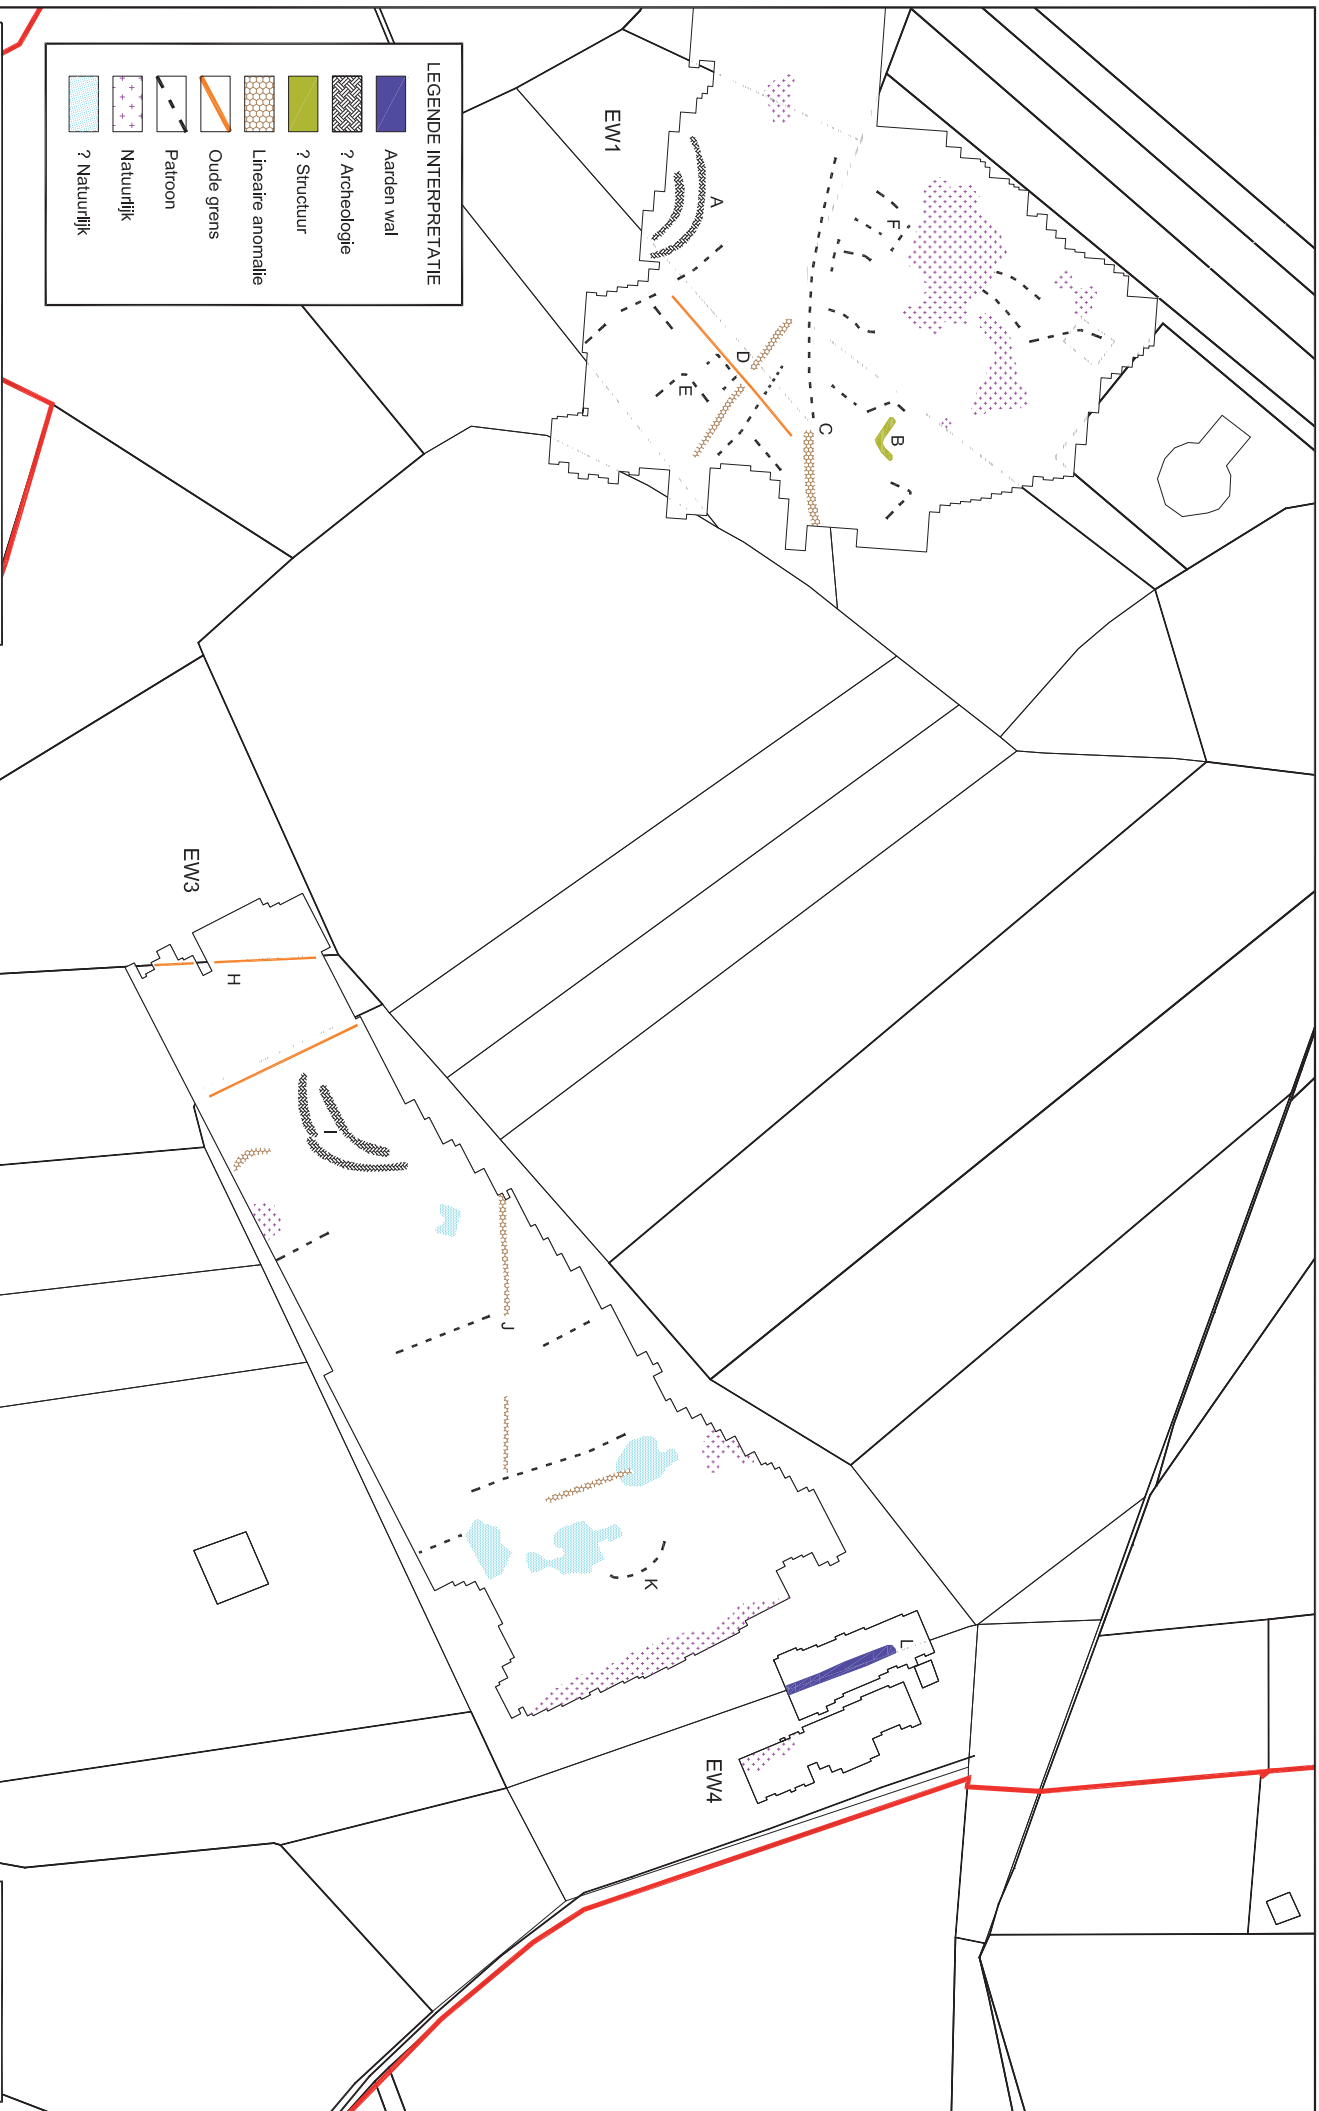 LEGENDE INTERPRETATIE
Aarden wal
? Archeologie
? Structuur
Lineaire anomalie
Oude grens
Patroon
Natuurlijk
? Natuurlijk
EW1
A
F
D
E
C
B
EW3
H
I
J
K
L
EW4